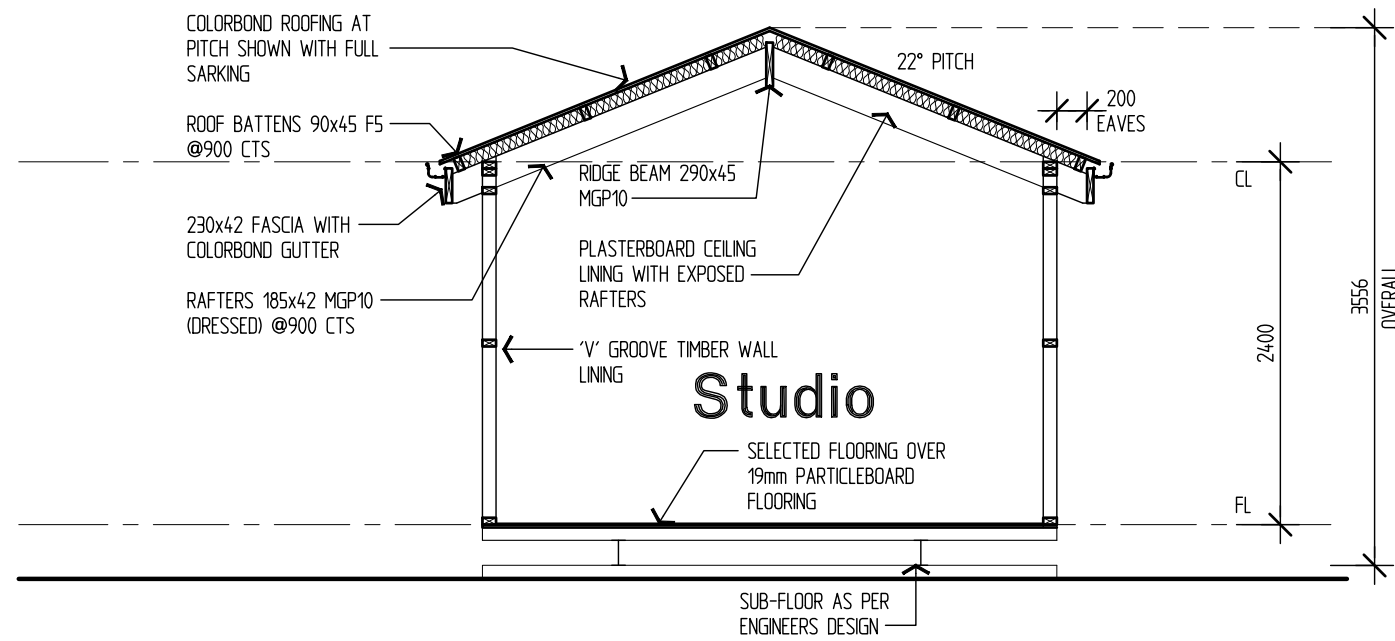 COLORBOND ROOFING AT
PITCH SHOWN WITH FULL
SARKING
22° PITCH
200
EAVES
ROOF BATTENS 90x45 F5
@900 CTS
RIDGE BEAM 290x45
MGP10
CL
230x42 FASCIA WITH
COLORBOND GUTTER
PLASTERBOARD CEILING
LINING WITH EXPOSED
RAFTERS
RAFTERS 185x42 MGP10
(DRESSED) @900 CTS
'V' GROOVE TIMBER WALL
LINING
2400
3556
OVERALL
Studio
SELECTED FLOORING OVER
19mm PARTICLEBOARD
FLOORING
FL
SUB-FLOOR AS PER
ENGINEERS DESIGN